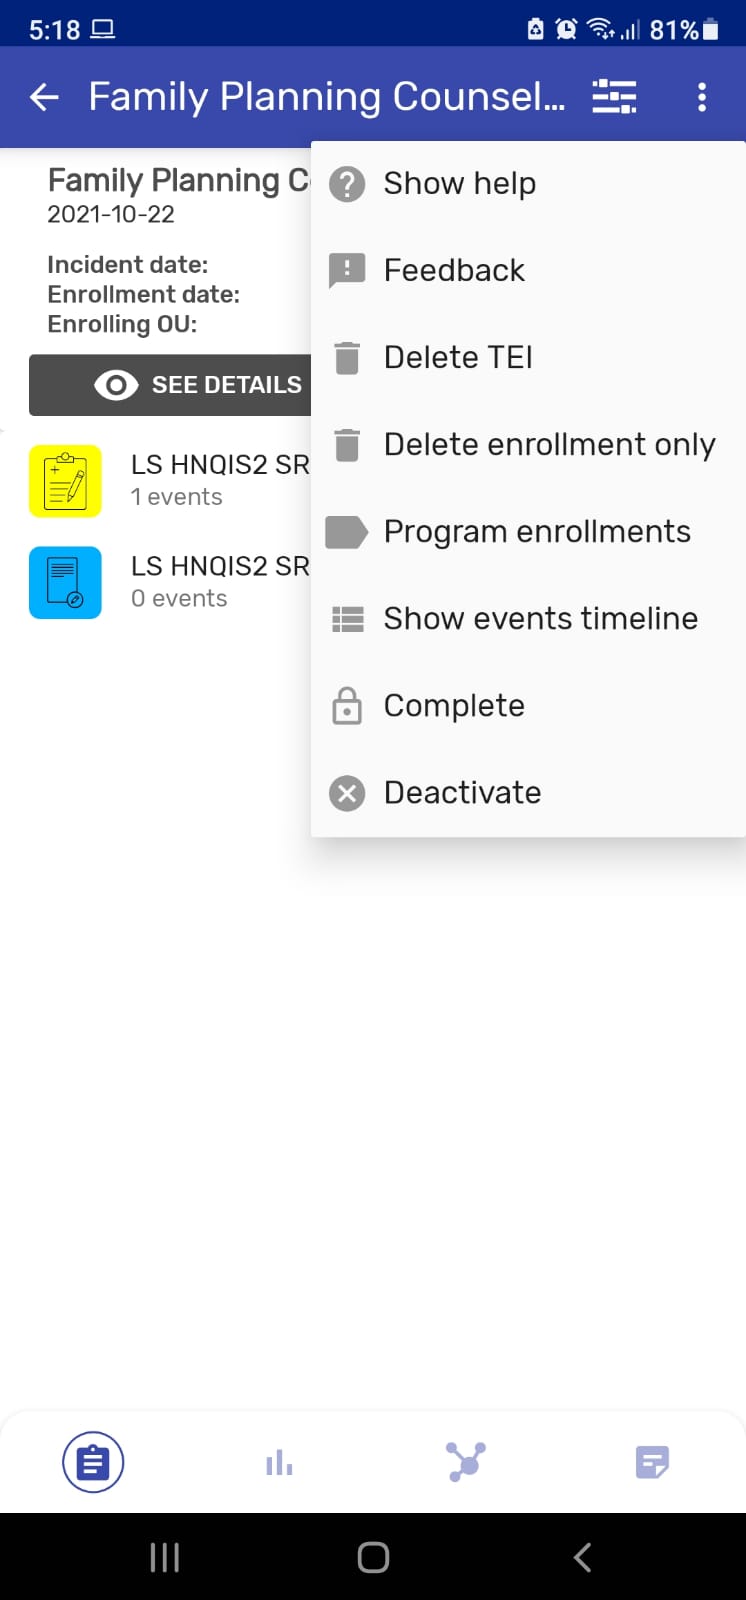 5:18
81%
Family Planning Counsel...
Family Planning C
2021-10-22
Incident date:
Enrollment date:
Enrolling OU:
SEE DETAILS
LS HNQIS2 SR
1 events
LS HNQIS2 SR
0 events
Show help
Feedback
Delete TEI
Delete enrollment only
Program enrollments
Show events timeline
Complete
Deactivate